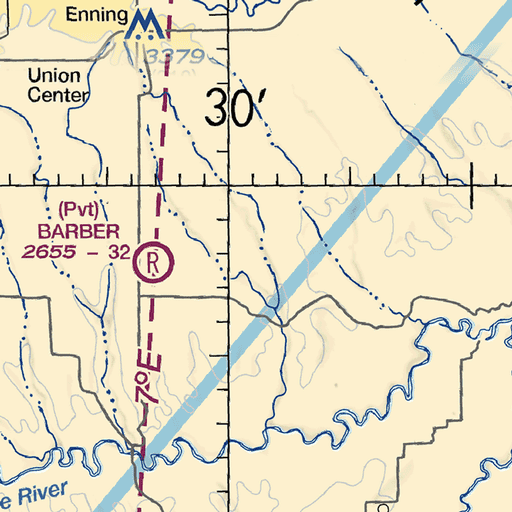 Enning
3379
Union
Center
30'
(Pvt)
BARBER
2655 - 32
R
7°E
e River